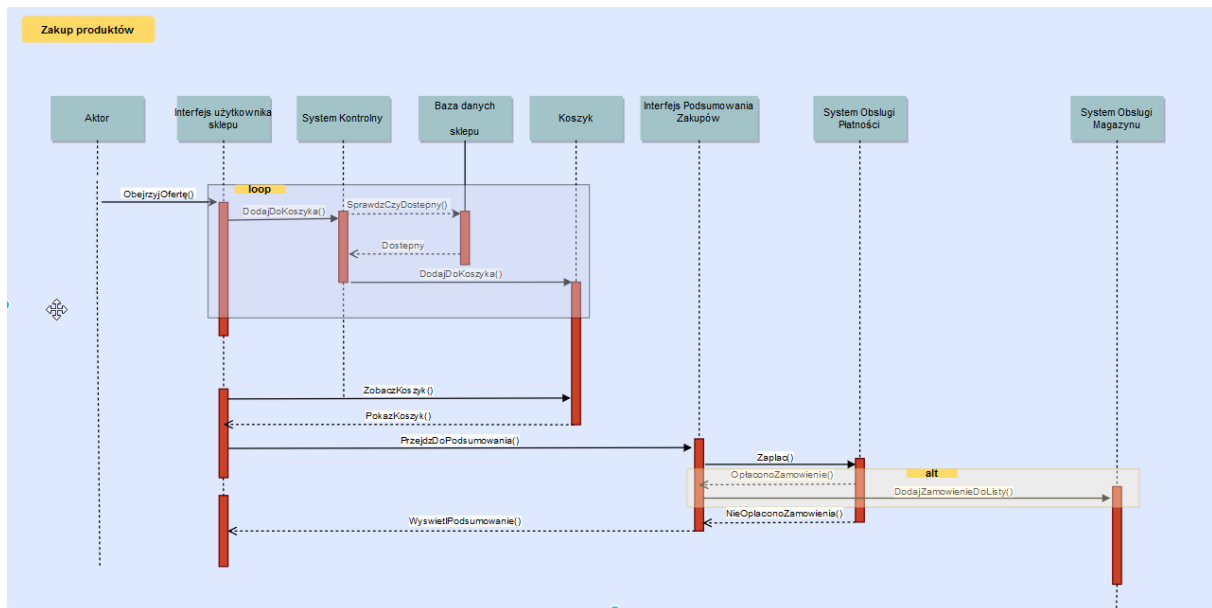 Zakup produktów
Aktor
Interfejs użytkownika
sklepu
System Kontrolny
Baza danych
sklepu
Koszyk
Interfejs Podsumowania
Zakupów
System Obslugi
Płatności
System Obslugi
Magazynu
loop
ObejrzyjOfertę()
DodajDoKoszyka()
SprawdzCzyDostepny()
Dostepny
DodajDoKoszyka()
ZobaczKoszyk()
PokazKoszyk()
PrzejdzDoPodsumowania()
Zaplac()
alt
OpłaconoZamowienie()
DodajZamowienieDoListy()
NieOplaconoZamowienia()
WyswietlPodsumowanie()